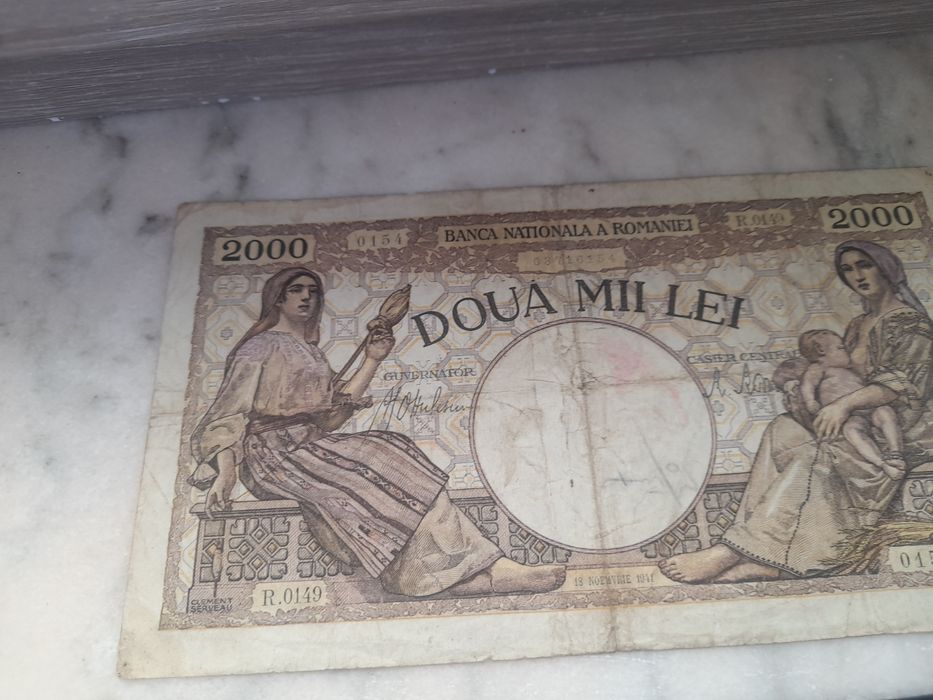 2000
0154
BANCA NATIONALA A ROMANIEI
R.0149
2000
DOUA MII LEI
GUVERNATOR
CASIER CENTRAL
18 NOEMVRIE 1941
R.0149
CLEMENT
SERVEAU